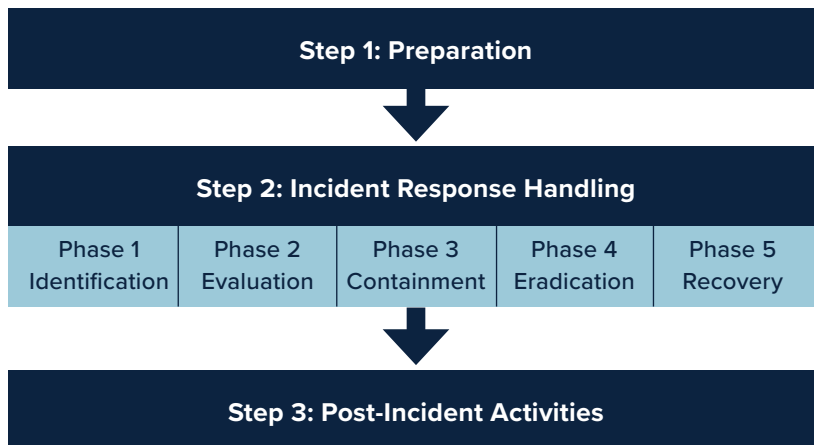 Step 1: Preparation
Step 2: Incident Response Handling
Phase 1
Identification
Phase 2
Evaluation
Phase 3
Containment
Phase 4
Eradication
Phase 5
Recovery
Step 3: Post-Incident Activities